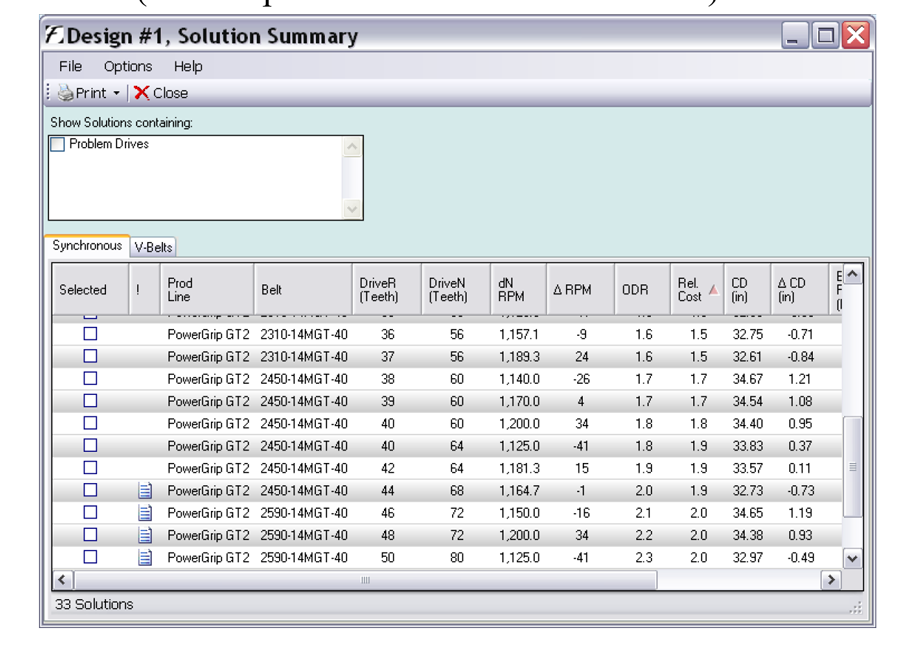 Design #1, Solution Summary
File Options Help
Print Close
Show Solutions containing:
Problem Drives
Synchronous V-Belts
Selected ! Prod Line Belt DriveR (Teeth) DriveN (Teeth) dN RPM Δ RPM ODR Rel. Cost CD (in) Δ CD (in)
PowerGrip GT2 2310-14MGT-40 36 56 1,157.1 -9 1.6 1.5 32.75 -0.71
PowerGrip GT2 2310-14MGT-40 37 56 1,189.3 24 1.6 1.5 32.61 -0.84
PowerGrip GT2 2450-14MGT-40 38 60 1,140.0 -26 1.7 1.7 34.67 1.21
PowerGrip GT2 2450-14MGT-40 39 60 1,170.0 4 1.7 1.7 34.54 1.08
PowerGrip GT2 2450-14MGT-40 40 60 1,200.0 34 1.8 1.8 34.40 0.95
PowerGrip GT2 2450-14MGT-40 40 64 1,125.0 -41 1.8 1.9 33.83 0.37
PowerGrip GT2 2450-14MGT-40 42 64 1,181.3 15 1.9 1.9 33.57 0.11
PowerGrip GT2 2450-14MGT-40 44 68 1,164.7 -1 2.0 1.9 32.73 -0.73
PowerGrip GT2 2590-14MGT-40 46 72 1,150.0 -16 2.1 2.0 34.65 1.19
PowerGrip GT2 2590-14MGT-40 48 72 1,200.0 34 2.2 2.0 34.38 0.93
PowerGrip GT2 2590-14MGT-40 50 80 1,125.0 -41 2.3 2.0 32.97 -0.49
33 Solutions